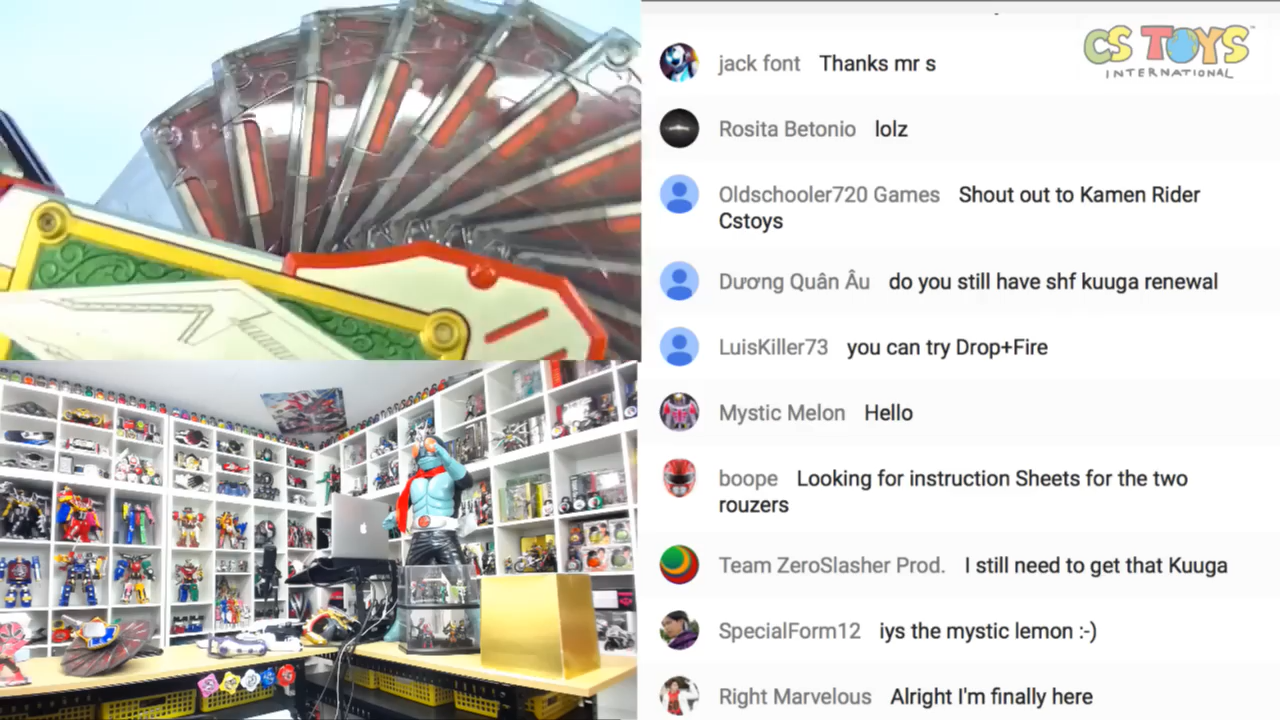 CS TOYS
INTERNATIONAL
jack font Thanks mr s
Rosita Betonio lolz
Oldschooler720 Games Shout out to Kamen Rider
Cstoys
Dương Quân Âu do you still have shf kuuga renewal
LuisKiller73 you can try Drop+Fire
Mystic Melon Hello
boope Looking for instruction Sheets for the two
rouzers
Team ZeroSlasher Prod. I still need to get that Kuuga
SpecialForm12 iys the mystic lemon :-)
Right Marvelous Alright I'm finally here